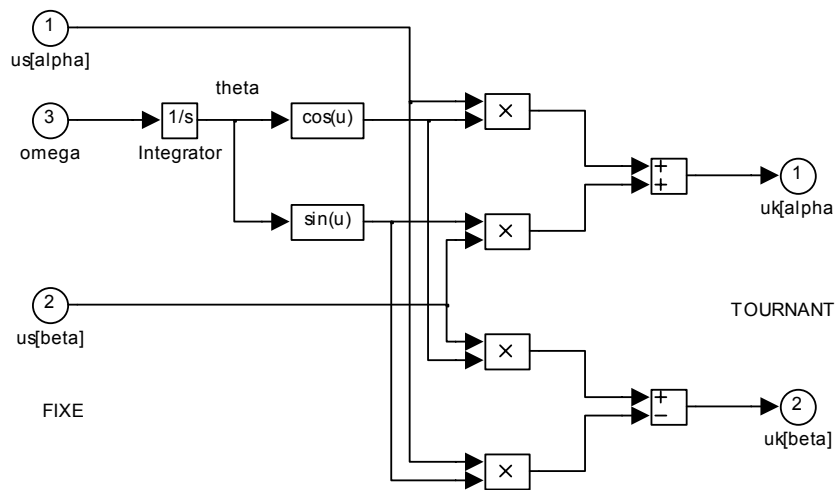 1
us[alpha]
theta
3
omega
1/s
Integrator
cos(u)
×
+
+
1
uk[alpha
sin(u)
×
2
us[beta]
TOURNANT
×
FIXE
+
−
2
uk[beta]
×